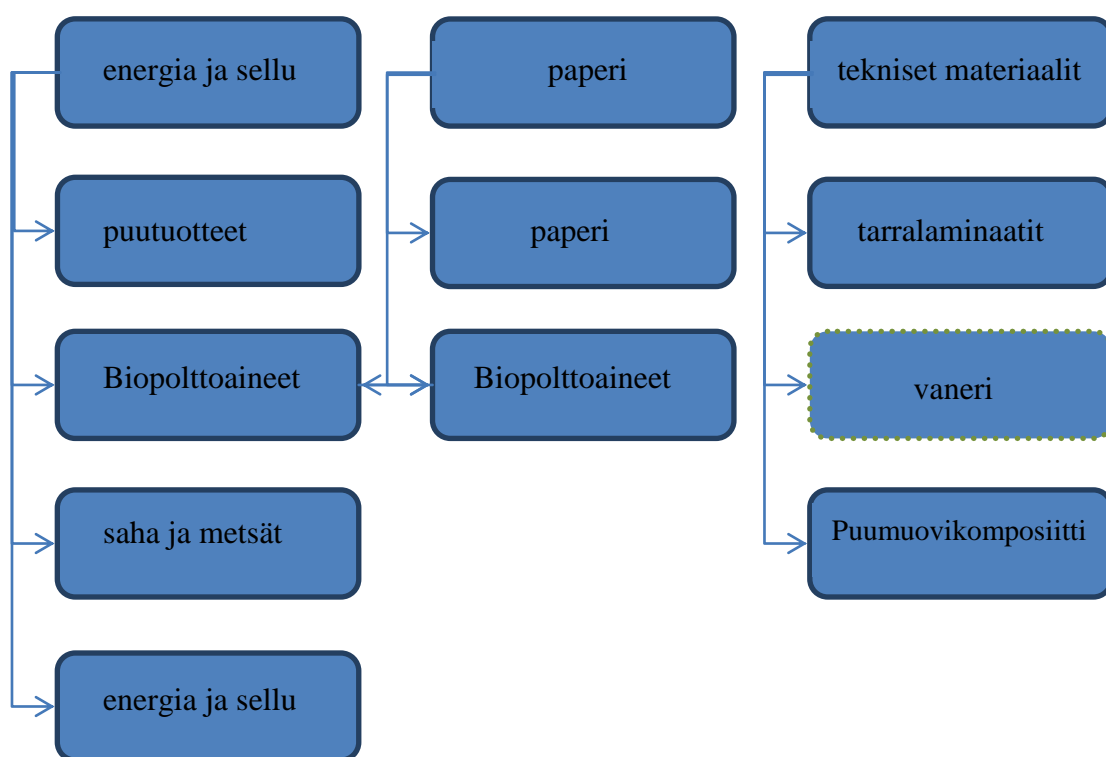 energia ja sellu
puutuotteet
Biopolttoaineet
saha ja metsät
energia ja sellu
paperi
paperi
Biopolttoaineet
tekniset materiaalit
tarralaminaatit
vaneri
Puumuovikomposiitti